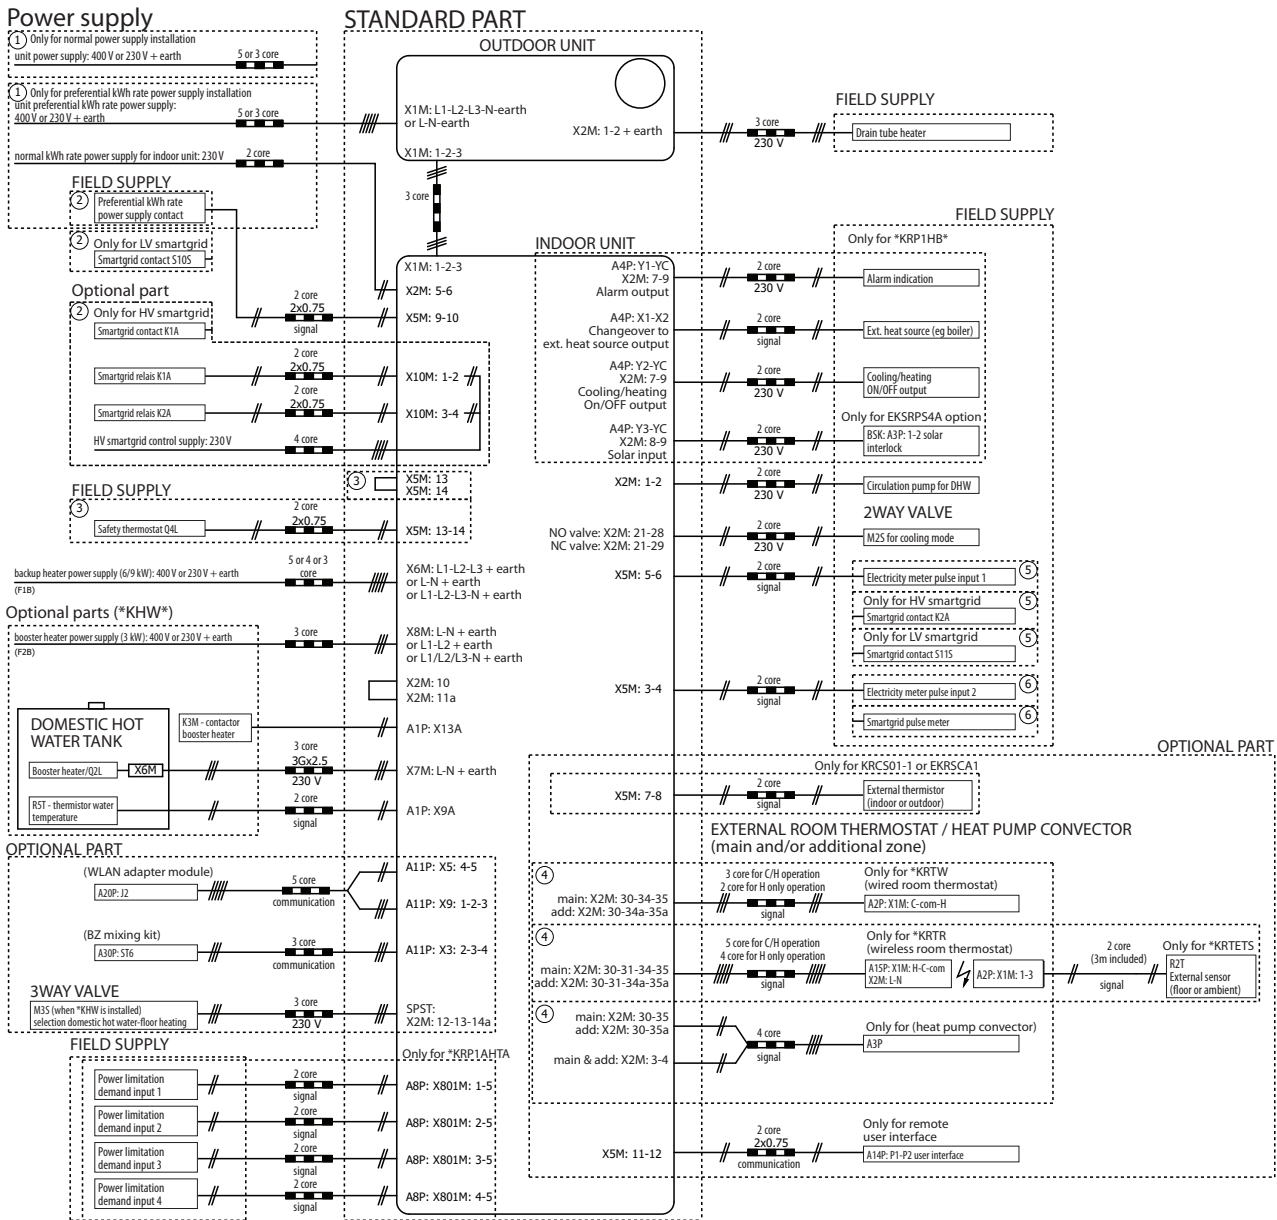 Power supply
1 Only for normal power supply installation
unit power supply: 400 V or 230 V + earth
5 or 3 core
1 Only for preferential kWh rate power supply installation
unit preferential kWh rate power supply:
400 V or 230 V + earth
5 or 3 core
normal kWh rate power supply for indoor unit: 230 V
2 core
FIELD SUPPLY
2 Preferential kWh rate
power supply contact
2 Only for LV smartgrid
Smartgrid contact S10S
Optional part
2 Only for HV smartgrid
Smartgrid contact K1A
2 core
2x0.75
signal
Smartgrid relais K1A
2 core
2x0.75
Smartgrid relais K2A
2 core
2x0.75
HV smartgrid control supply: 230 V
4 core
FIELD SUPPLY
3
Safety thermostat Q4L
2 core
2x0.75
backup heater power supply (6/9 kW): 400 V or 230 V + earth
(F1B)
5 or 4 or 3
core
Optional parts (*KHW*)
booster heater power supply (3 kW): 400 V or 230 V + earth
(F2B)
3 core
DOMESTIC HOT
WATER TANK
K3M - contactor
booster heater
Booster heater/Q2L
X6M
3 core
3Gx2.5
230 V
R5T - thermistor water
temperature
2 core
signal
OPTIONAL PART
(WLAN adapter module)
A20P: J2
5 core
communication
(BZ mixing kit)
A30P: ST6
3 core
communication
3WAY VALVE
M3S (when *KHW is installed)
selection domestic hot water-floor heating
3 core
230 V
FIELD SUPPLY
Power limitation
demand input 1
2 core
signal
Power limitation
demand input 2
2 core
signal
Power limitation
demand input 3
2 core
signal
Power limitation
demand input 4
2 core
signal
STANDARD PART
OUTDOOR UNIT
X1M: L1-L2-L3-N-earth
or L-N-earth
X2M: 1-2 + earth
X1M: 1-2-3
3 core
INDOOR UNIT
X1M: 1-2-3
X2M: 5-6
X5M: 9-10
X10M: 1-2
X10M: 3-4
3
X5M: 13
X5M: 14
X5M: 13-14
X6M: L1-L2-L3 + earth
or L-N + earth
or L1-L2-L3-N + earth
X8M: L-N + earth
or L1-L2 + earth
or L1/L2/L3-N + earth
X2M: 10
X2M: 11a
A1P: X13A
X7M: L-N + earth
A1P: X9A
A11P: X5: 4-5
A11P: X9: 1-2-3
A11P: X3: 2-3-4
SPST:
X2M: 12-13-14a
Only for *KRP1AHTA
A8P: X801M: 1-5
A8P: X801M: 2-5
A8P: X801M: 3-5
A8P: X801M: 4-5
3 core
230 V
FIELD SUPPLY
Drain tube heater
FIELD SUPPLY
Only for *KRP1HB*
A4P: Y1-YC
X2M: 7-9
Alarm output
2 core
230 V
Alarm indication
A4P: X1-X2
Changeover to
ext. heat source output
2 core
signal
Ext. heat source (eg boiler)
A4P: Y2-YC
X2M: 7-9
Cooling/heating
On/OFF output
2 core
230 V
Cooling/heating
ON/OFF output
Only for EKSRPS4A option
A4P: Y3-YC
X2M: 8-9
Solar input
2 core
230 V
BSK: A3P: 1-2 solar
interlock
X2M: 1-2
2 core
230 V
Circulation pump for DHW
2WAY VALVE
NO valve: X2M: 21-28
NC valve: X2M: 21-29
2 core
230 V
M2S for cooling mode
X5M: 5-6
2 core
signal
Electricity meter pulse input 1 5
Only for HV smartgrid 5
Smartgrid contact K2A
Only for LV smartgrid 5
Smartgrid contact S11S
X5M: 3-4
2 core
signal
Electricity meter pulse input 2 6
Smartgrid pulse meter 6
OPTIONAL PART
Only for KRCS01-1 or EKRSCA1
X5M: 7-8
2 core
signal
External thermistor
(indoor or outdoor)
EXTERNAL ROOM THERMOSTAT / HEAT PUMP CONVECTOR
(main and/or additional zone)
4
main: X2M: 30-34-35
add: X2M: 30-34a-35a
3 core for C/H operation
2 core for H only operation
signal
Only for *KRTW
(wired room thermostat)
A2P: X1M: C-com-H
4
main: X2M: 30-31-34-35
add: X2M: 30-31-34a-35a
5 core for C/H operation
4 core for H only operation
signal
Only for *KRTR
(wireless room thermostat)
A15P: X1M: H-C-com
X2M: L-N
A2P: X1M: 1-3
2 core
(3m included)
signal
Only for *KRTETS
R2T
External sensor
(floor or ambient)
4
main: X2M: 30-35
add: X2M: 30-35a
main & add: X2M: 3-4
4 core
signal
Only for (heat pump convector)
A3P
X5M: 11-12
2 core
2x0.75
communication
Only for remote
user interface
A14P: P1-P2 user interface